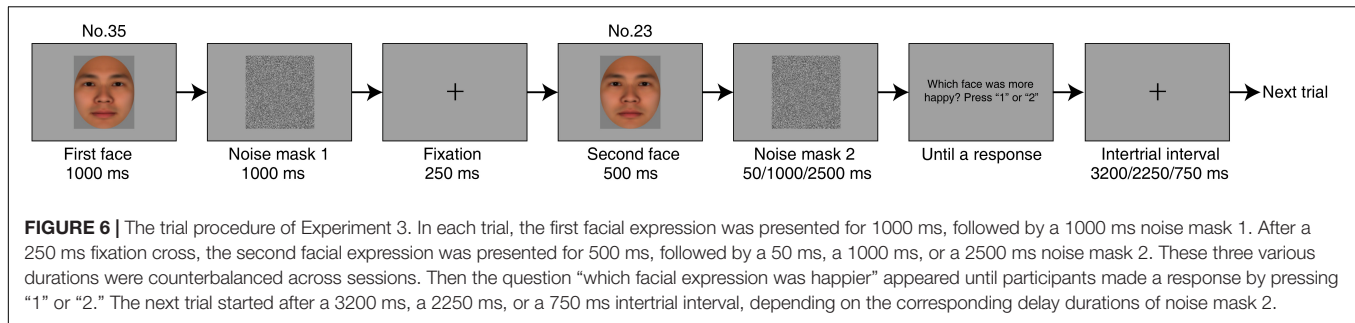 No.35
No.23
Which face was more
happy? Press “1” or “2”
Next trial
First face
1000 ms
Noise mask 1
1000 ms
Fixation
250 ms
Second face
500 ms
Noise mask 2
50/1000/2500 ms
Until a response
Intertrial interval
3200/2250/750 ms
FIGURE 6 | The trial procedure of Experiment 3. In each trial, the first facial expression was presented for 1000 ms, followed by a 1000 ms noise mask 1. After a
250 ms fixation cross, the second facial expression was presented for 500 ms, followed by a 50 ms, a 1000 ms, or a 2500 ms noise mask 2. These three various
durations were counterbalanced across sessions. Then the question “which facial expression was happier” appeared until participants made a response by pressing
“1” or “2.” The next trial started after a 3200 ms, a 2250 ms, or a 750 ms intertrial interval, depending on the corresponding delay durations of noise mask 2.